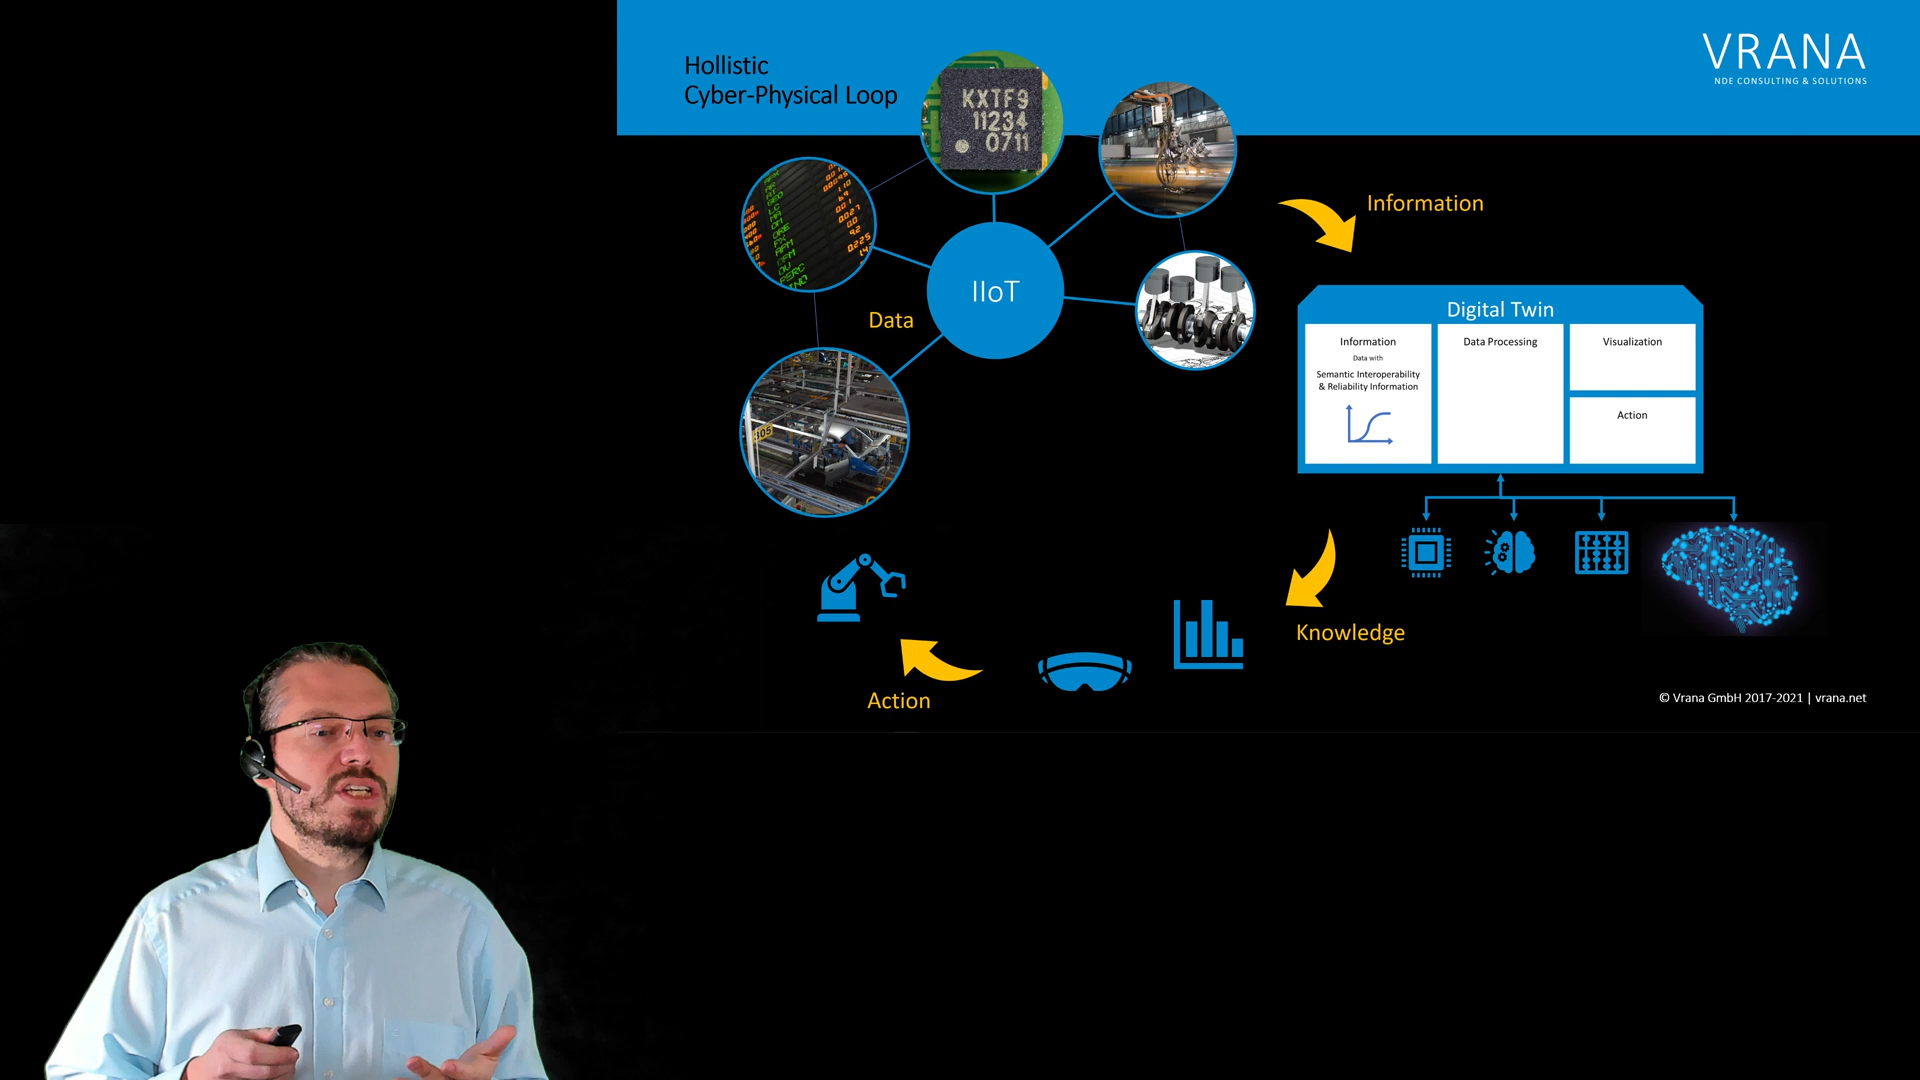 Hollistic
Cyber-Physical Loop
VRANA
NDE CONSULTING & SOLUTIONS
KXTF9
11234
0711
Information
IIoT
Data
Digital Twin
Information
Data with
Semantic Interoperability
& Reliability Information
Data Processing
Visualization
Action
105
Knowledge
Action
© Vrana GmbH 2017-2021 | vrana.net